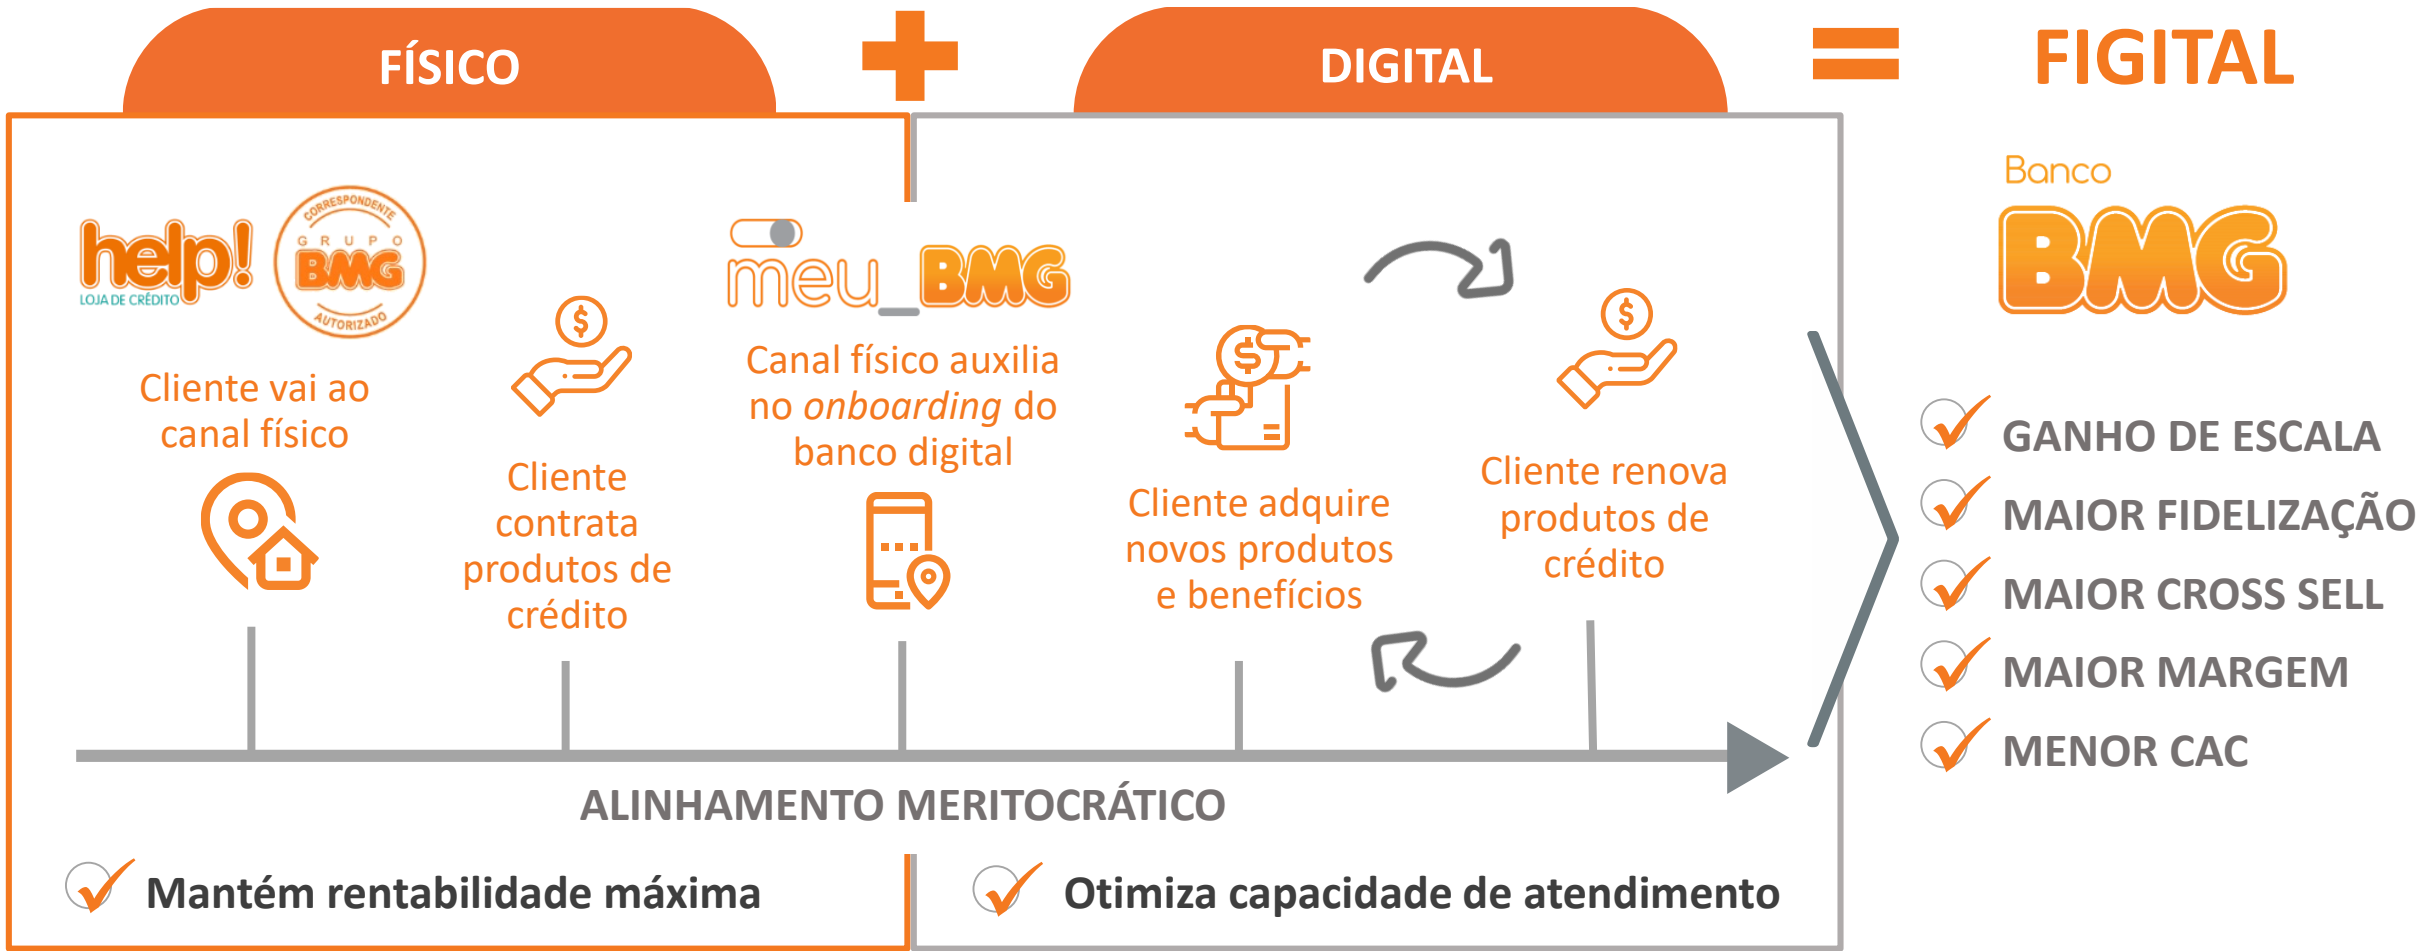 FÍSICO
DIGITAL
FIGITAL
help!
LOJA DE CRÉDITO
CORRESPONDENTE
GRUPO
BMG
AUTORIZADO
Cliente vai ao
canal físico
$
Cliente
contrata
produtos de
crédito
meu_BMG
Canal físico auxilia
no onboarding do
banco digital
$
Cliente adquire
novos produtos
e benefícios
$
Cliente renova
produtos de
crédito
ALINHAMENTO MERITOCRÁTICO
Mantém rentabilidade máxima
Otimiza capacidade de atendimento
Banco
BMG
GANHO DE ESCALA
MAIOR FIDELIZAÇÃO
MAIOR CROSS SELL
MAIOR MARGEM
MENOR CAC